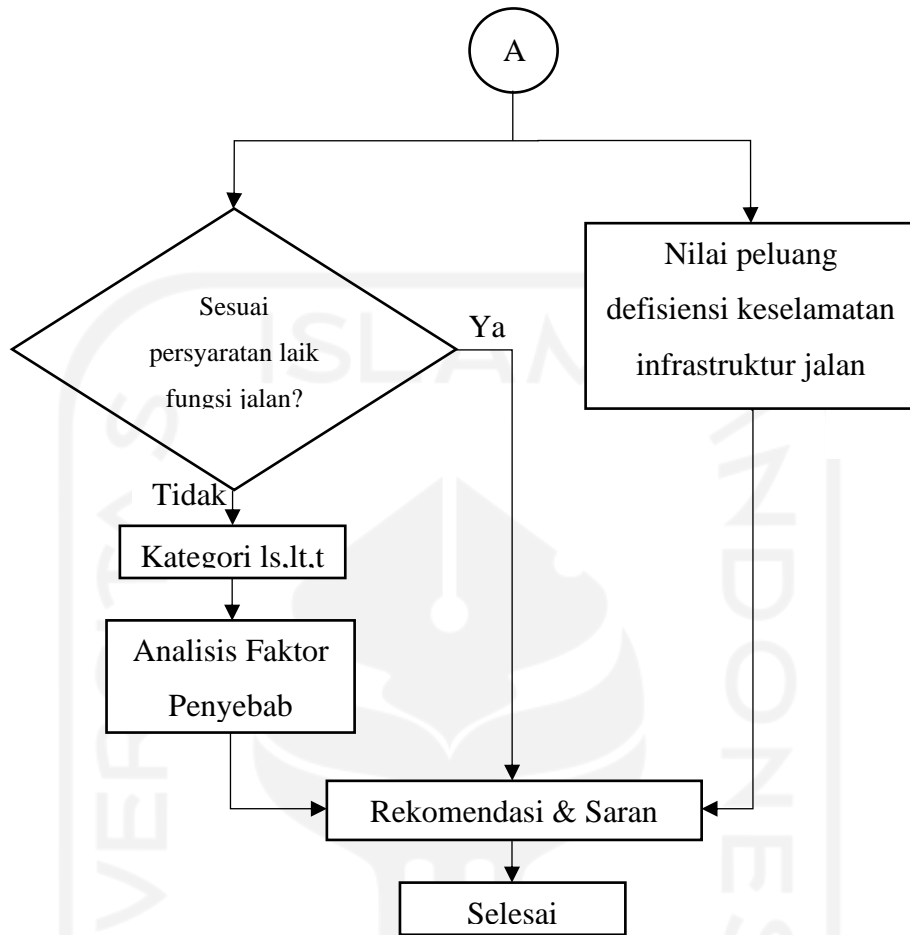 A
Sesuai
persyaratan laik
fungsi jalan?
Ya
Nilai peluang
defisiensi keselamatan
infrastruktur jalan
Tidak
Kategori ls,lt,t
Analisis Faktor
Penyebab
Rekomendasi & Saran
Selesai
ISLAM